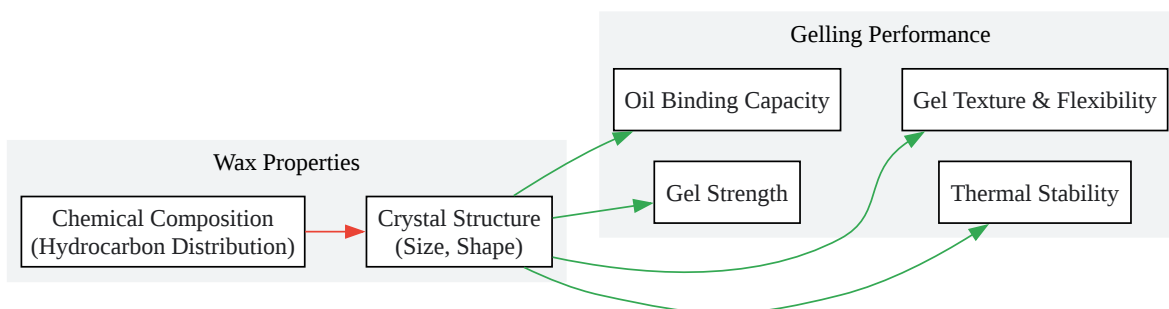 Gelling Performance
Oil Binding Capacity
Gel Texture & Flexibility
Wax Properties
Gel Strength
Thermal Stability
Chemical Composition
(Hydrocarbon Distribution)
Crystal Structure
(Size, Shape)